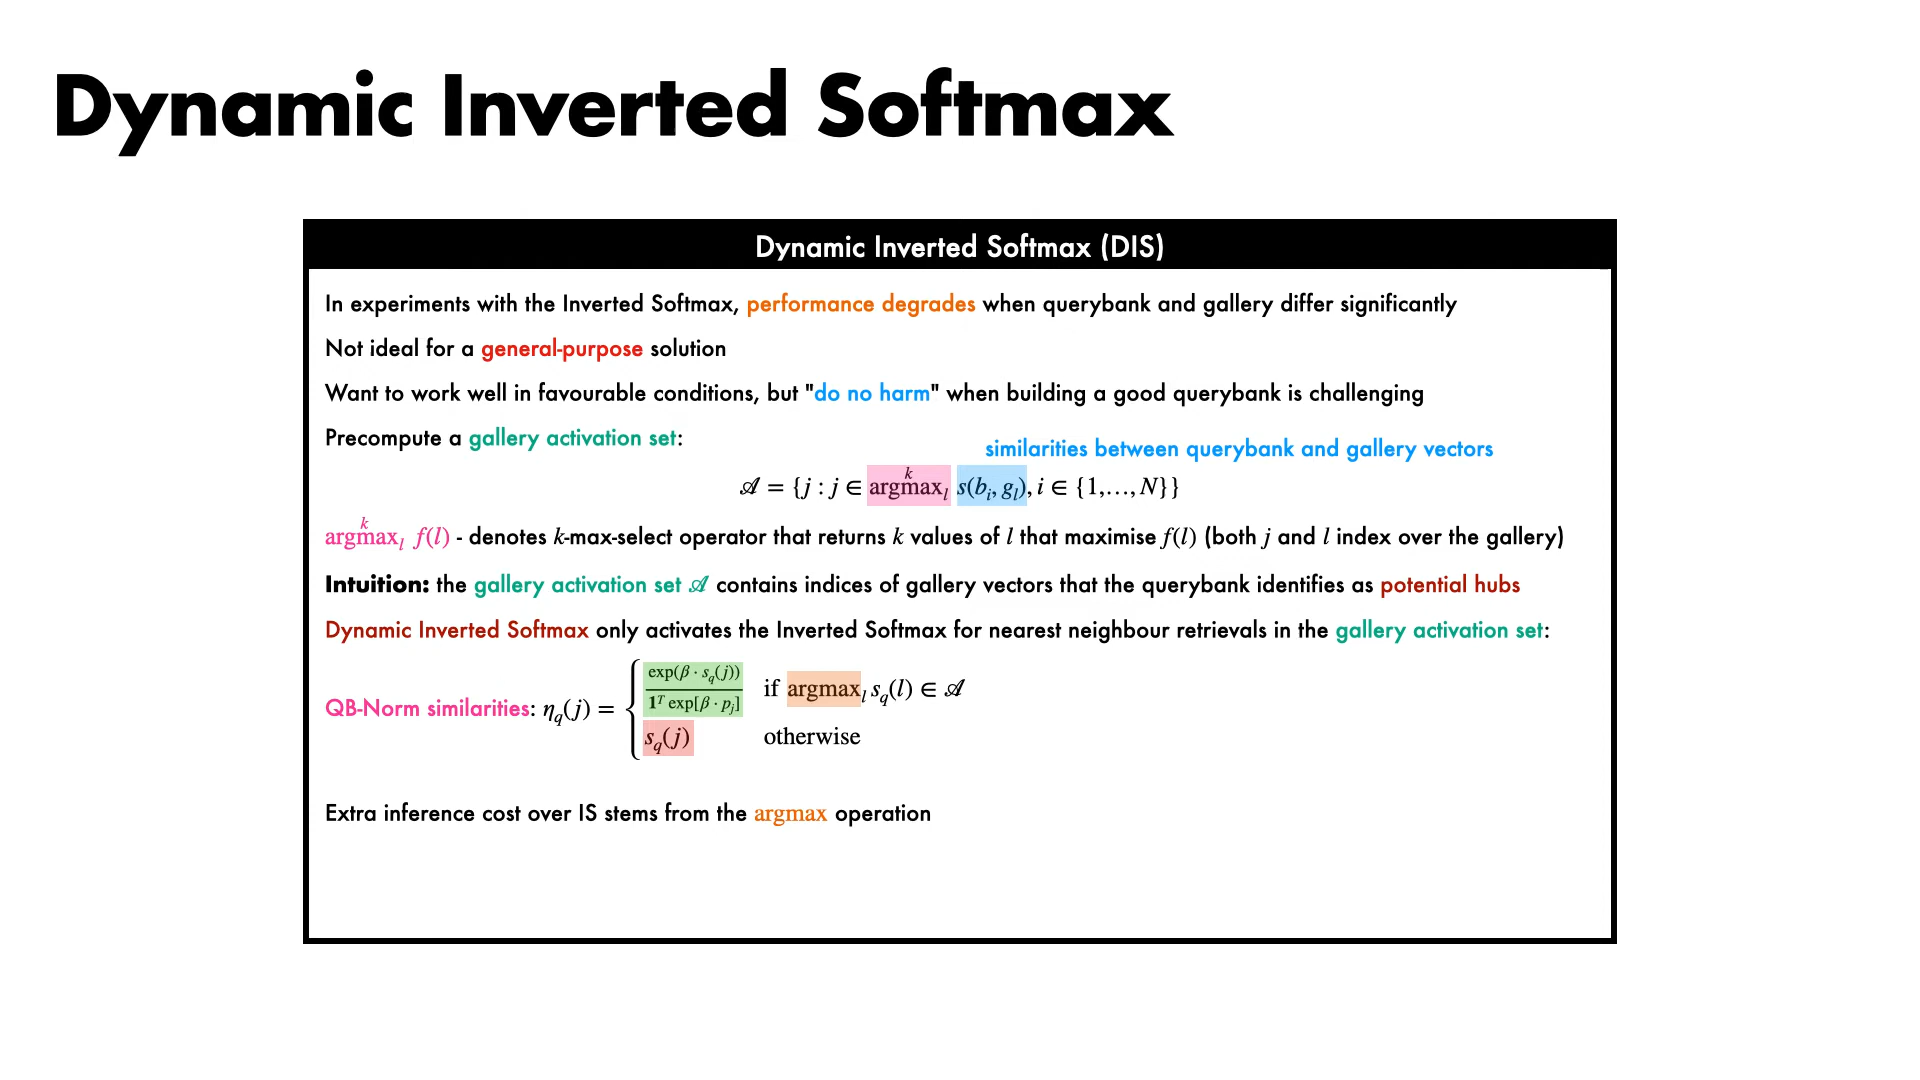 Dynamic Inverted Softmax
Dynamic Inverted Softmax (DIS)
In experiments with the Inverted Softmax, performance degrades when querybank and gallery differ significantly
Not ideal for a general-purpose solution
Want to work well in favourable conditions, but "do no harm" when building a good querybank is challenging
Precompute a gallery activation set:
similarities between querybank and gallery vectors
𝒜 = {j : j ∈ argmax^k_l s(b_i, g_l), i ∈ {1,…,N}}
argmax^k_l f(l) - denotes k-max-select operator that returns k values of l that maximise f(l) (both j and l index over the gallery)
Intuition: the gallery activation set 𝒜 contains indices of gallery vectors that the querybank identifies as potential hubs
Dynamic Inverted Softmax only activates the Inverted Softmax for nearest neighbour retrievals in the gallery activation set:
QB-Norm similarities: η_q(j) = { exp(β · s_q(j)) / 1^T exp[β · p_j] if argmax_l s_q(l) ∈ 𝒜
s_q(j) otherwise
Extra inference cost over IS stems from the argmax operation